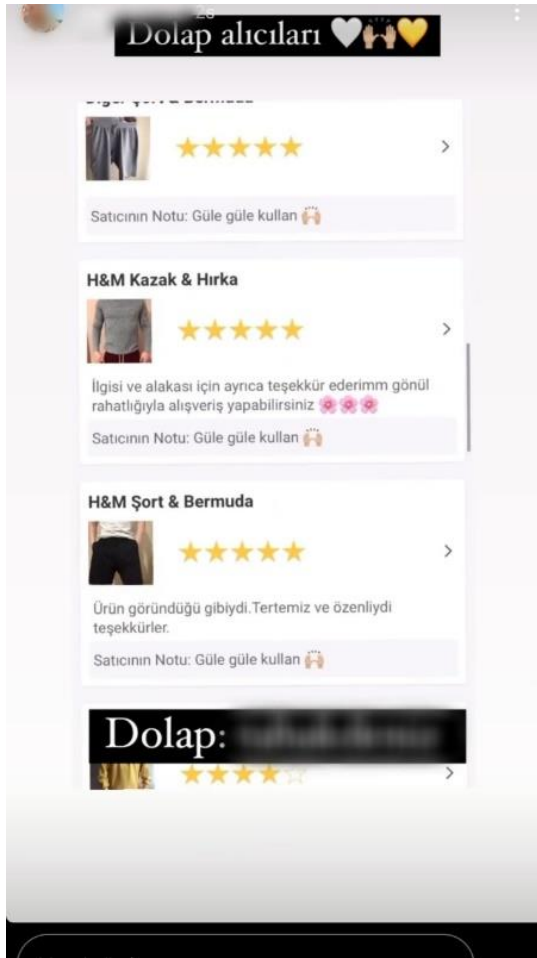 2s
Dolap alıcıları 🤍🙌🏼💛
Satıcının Notu: Güle güle kullan 🙌🏼
H&M Kazak & Hırka
İlgisi ve alakası için ayrıca teşekkür ederimm gönül
rahatlığıyla alışveriş yapabilirsiniz 🌸🌸🌸
Satıcının Notu: Güle güle kullan 🙌🏼
H&M Şort & Bermuda
Ürün göründüğü gibiydi.Tertemiz ve özenliydi
teşekkürler.
Satıcının Notu: Güle güle kullan 🙌🏼
Dolap: